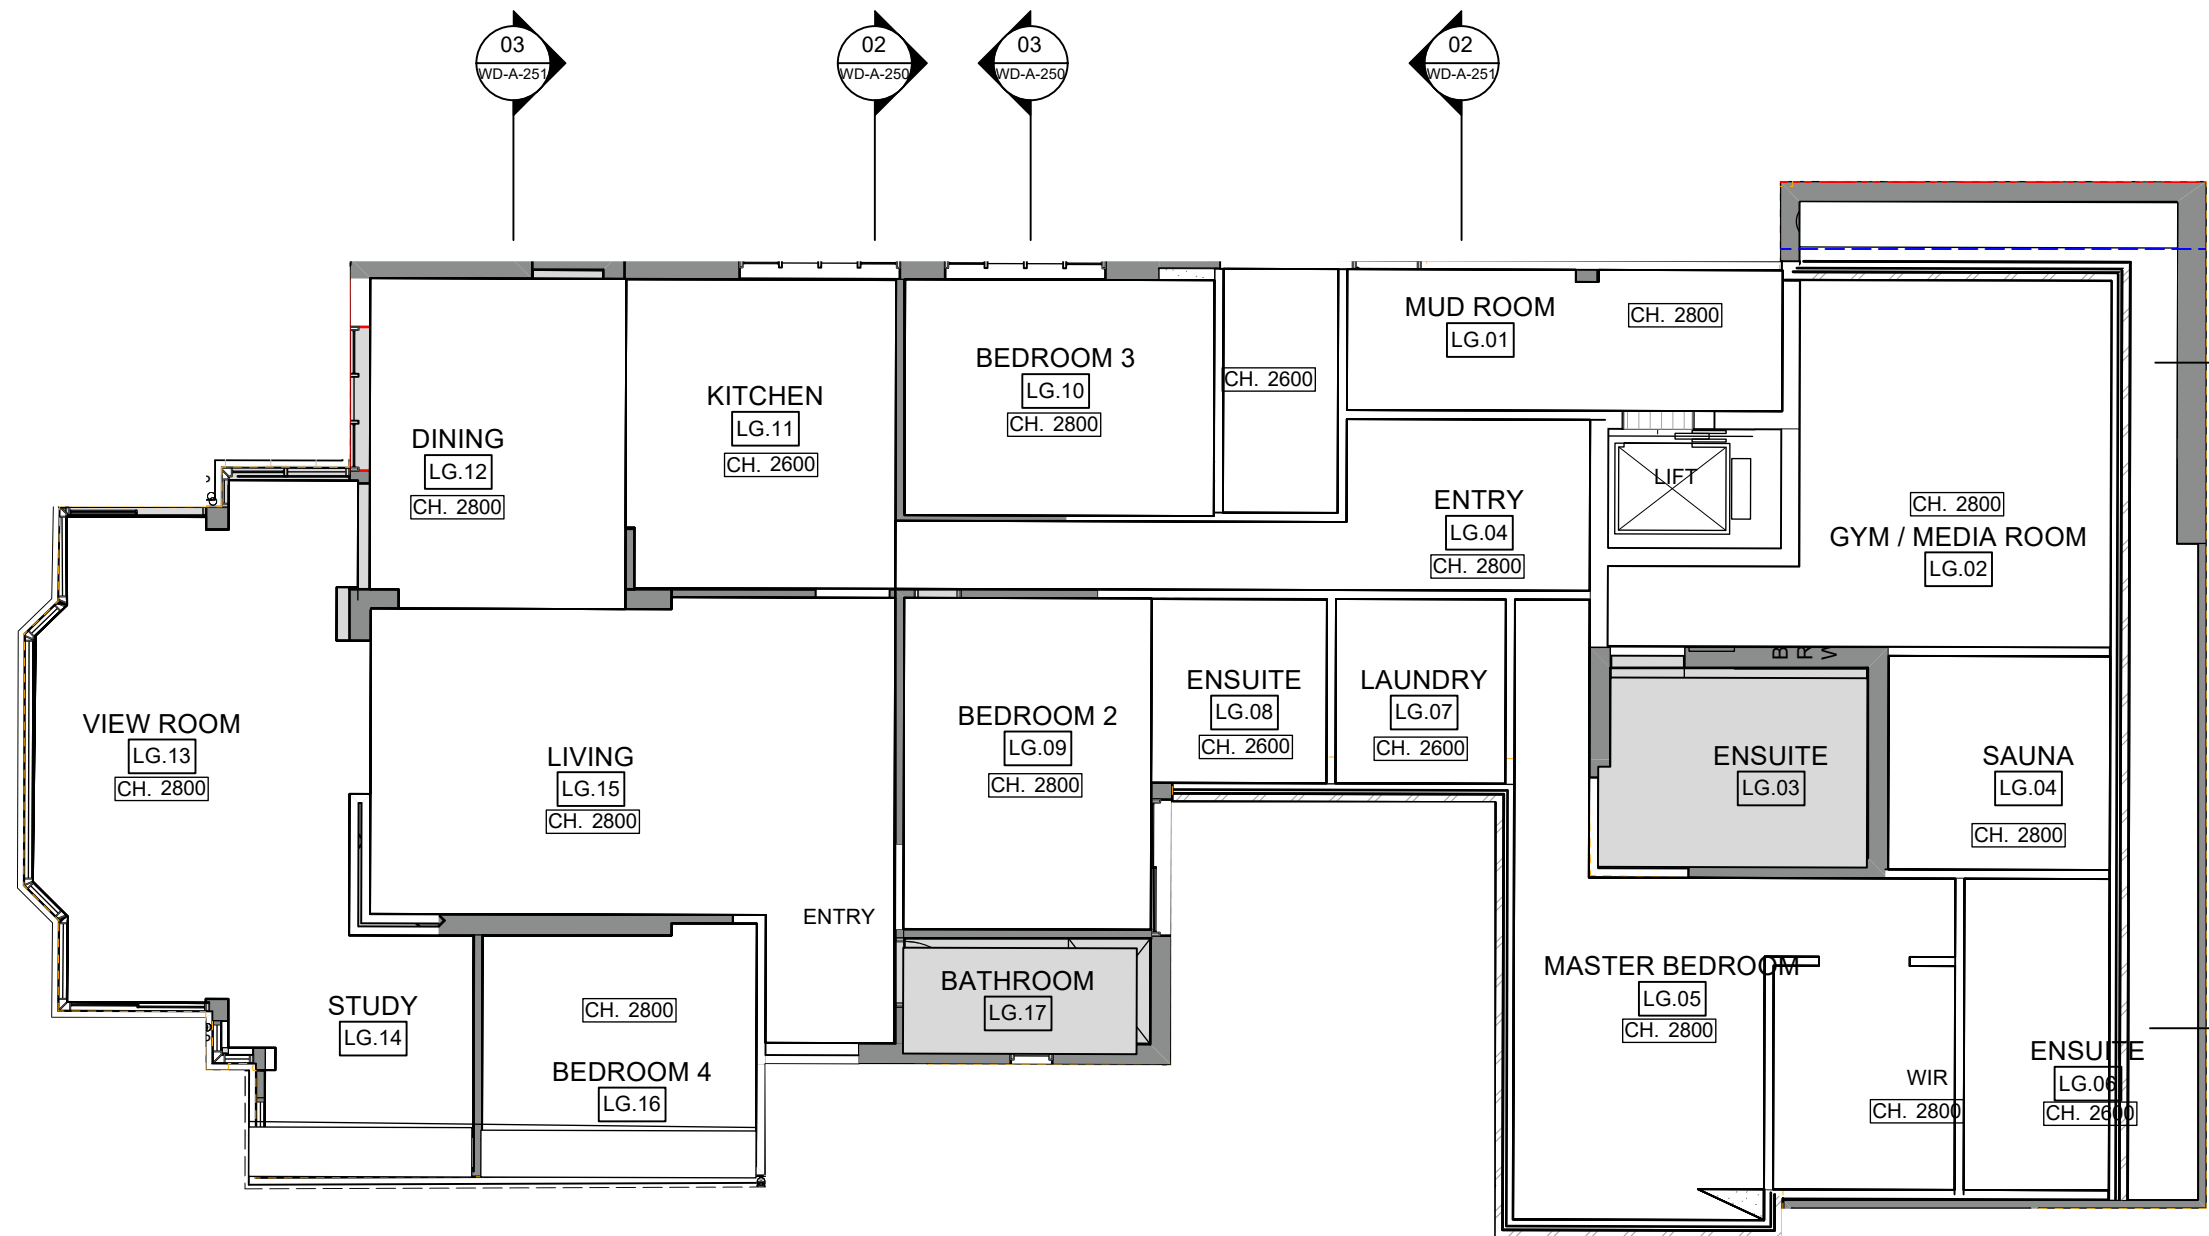 03
WD-A-251
02
WD-A-250
03
WD-A-250
02
WD-A-251
MUD ROOM
LG.01
CH. 2800
BEDROOM 3
LG.10
CH. 2800
CH. 2600
KITCHEN
LG.11
CH. 2600
DINING
LG.12
CH. 2800
LIFT
ENTRY
LG.04
CH. 2800
CH. 2800
GYM / MEDIA ROOM
LG.02
VIEW ROOM
LG.13
CH. 2800
LIVING
LG.15
CH. 2800
BEDROOM 2
LG.09
CH. 2800
ENSUITE
LG.08
CH. 2600
LAUNDRY
LG.07
CH. 2600
ENSUITE
LG.03
SAUNA
LG.04
CH. 2800
ENTRY
BATHROOM
LG.17
STUDY
LG.14
CH. 2800
BEDROOM 4
LG.16
MASTER BEDROOM
LG.05
CH. 2800
WIR
CH. 2800
ENSUITE
LG.06
CH. 2600